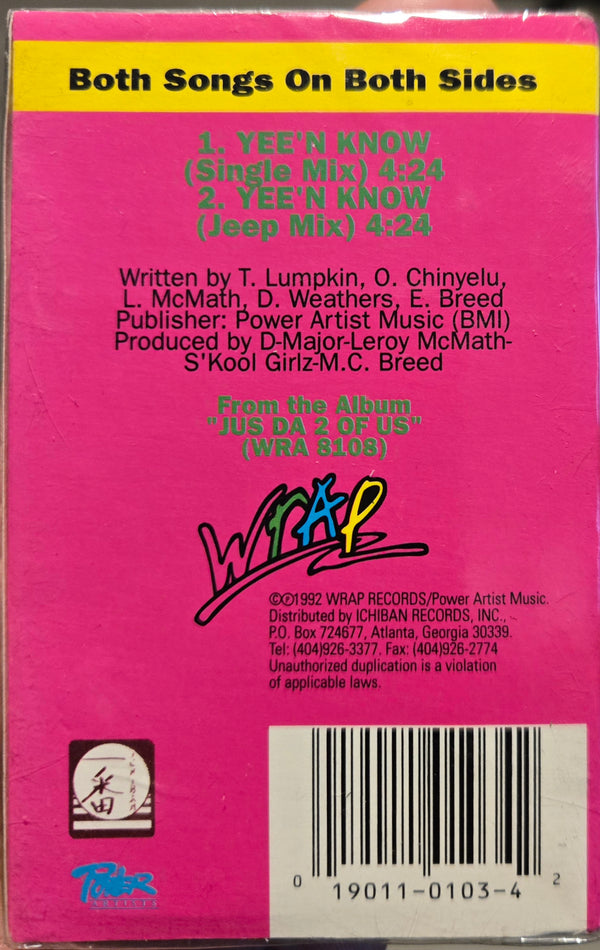 Both Songs On Both Sides
1. YEE'N KNOW
(Single Mix) 4:24
2. YEE'N KNOW
(Jeep Mix) 4:24
Written by T. Lumpkin, O. Chinyelu,
L. McMath, D. Weathers, E. Breed
Publisher: Power Artist Music (BMI)
Produced by D-Major-Leroy McMath-
S'Kool Girlz-M.C. Breed
From the Album
"JUS DA 2 OF US"
(WRA 8108)
WrAP
©℗1992 WRAP RECORDS/Power Artist Music.
Distributed by ICHIBAN RECORDS, INC.,
P.O. Box 724677, Atlanta, Georgia 30339.
Tel: (404)926-3377. Fax: (404)926-2774
Unauthorized duplication is a violation
of applicable laws.
一番
ICHIBAN
POWER
ARTISTS
0 19011-0103-4 2